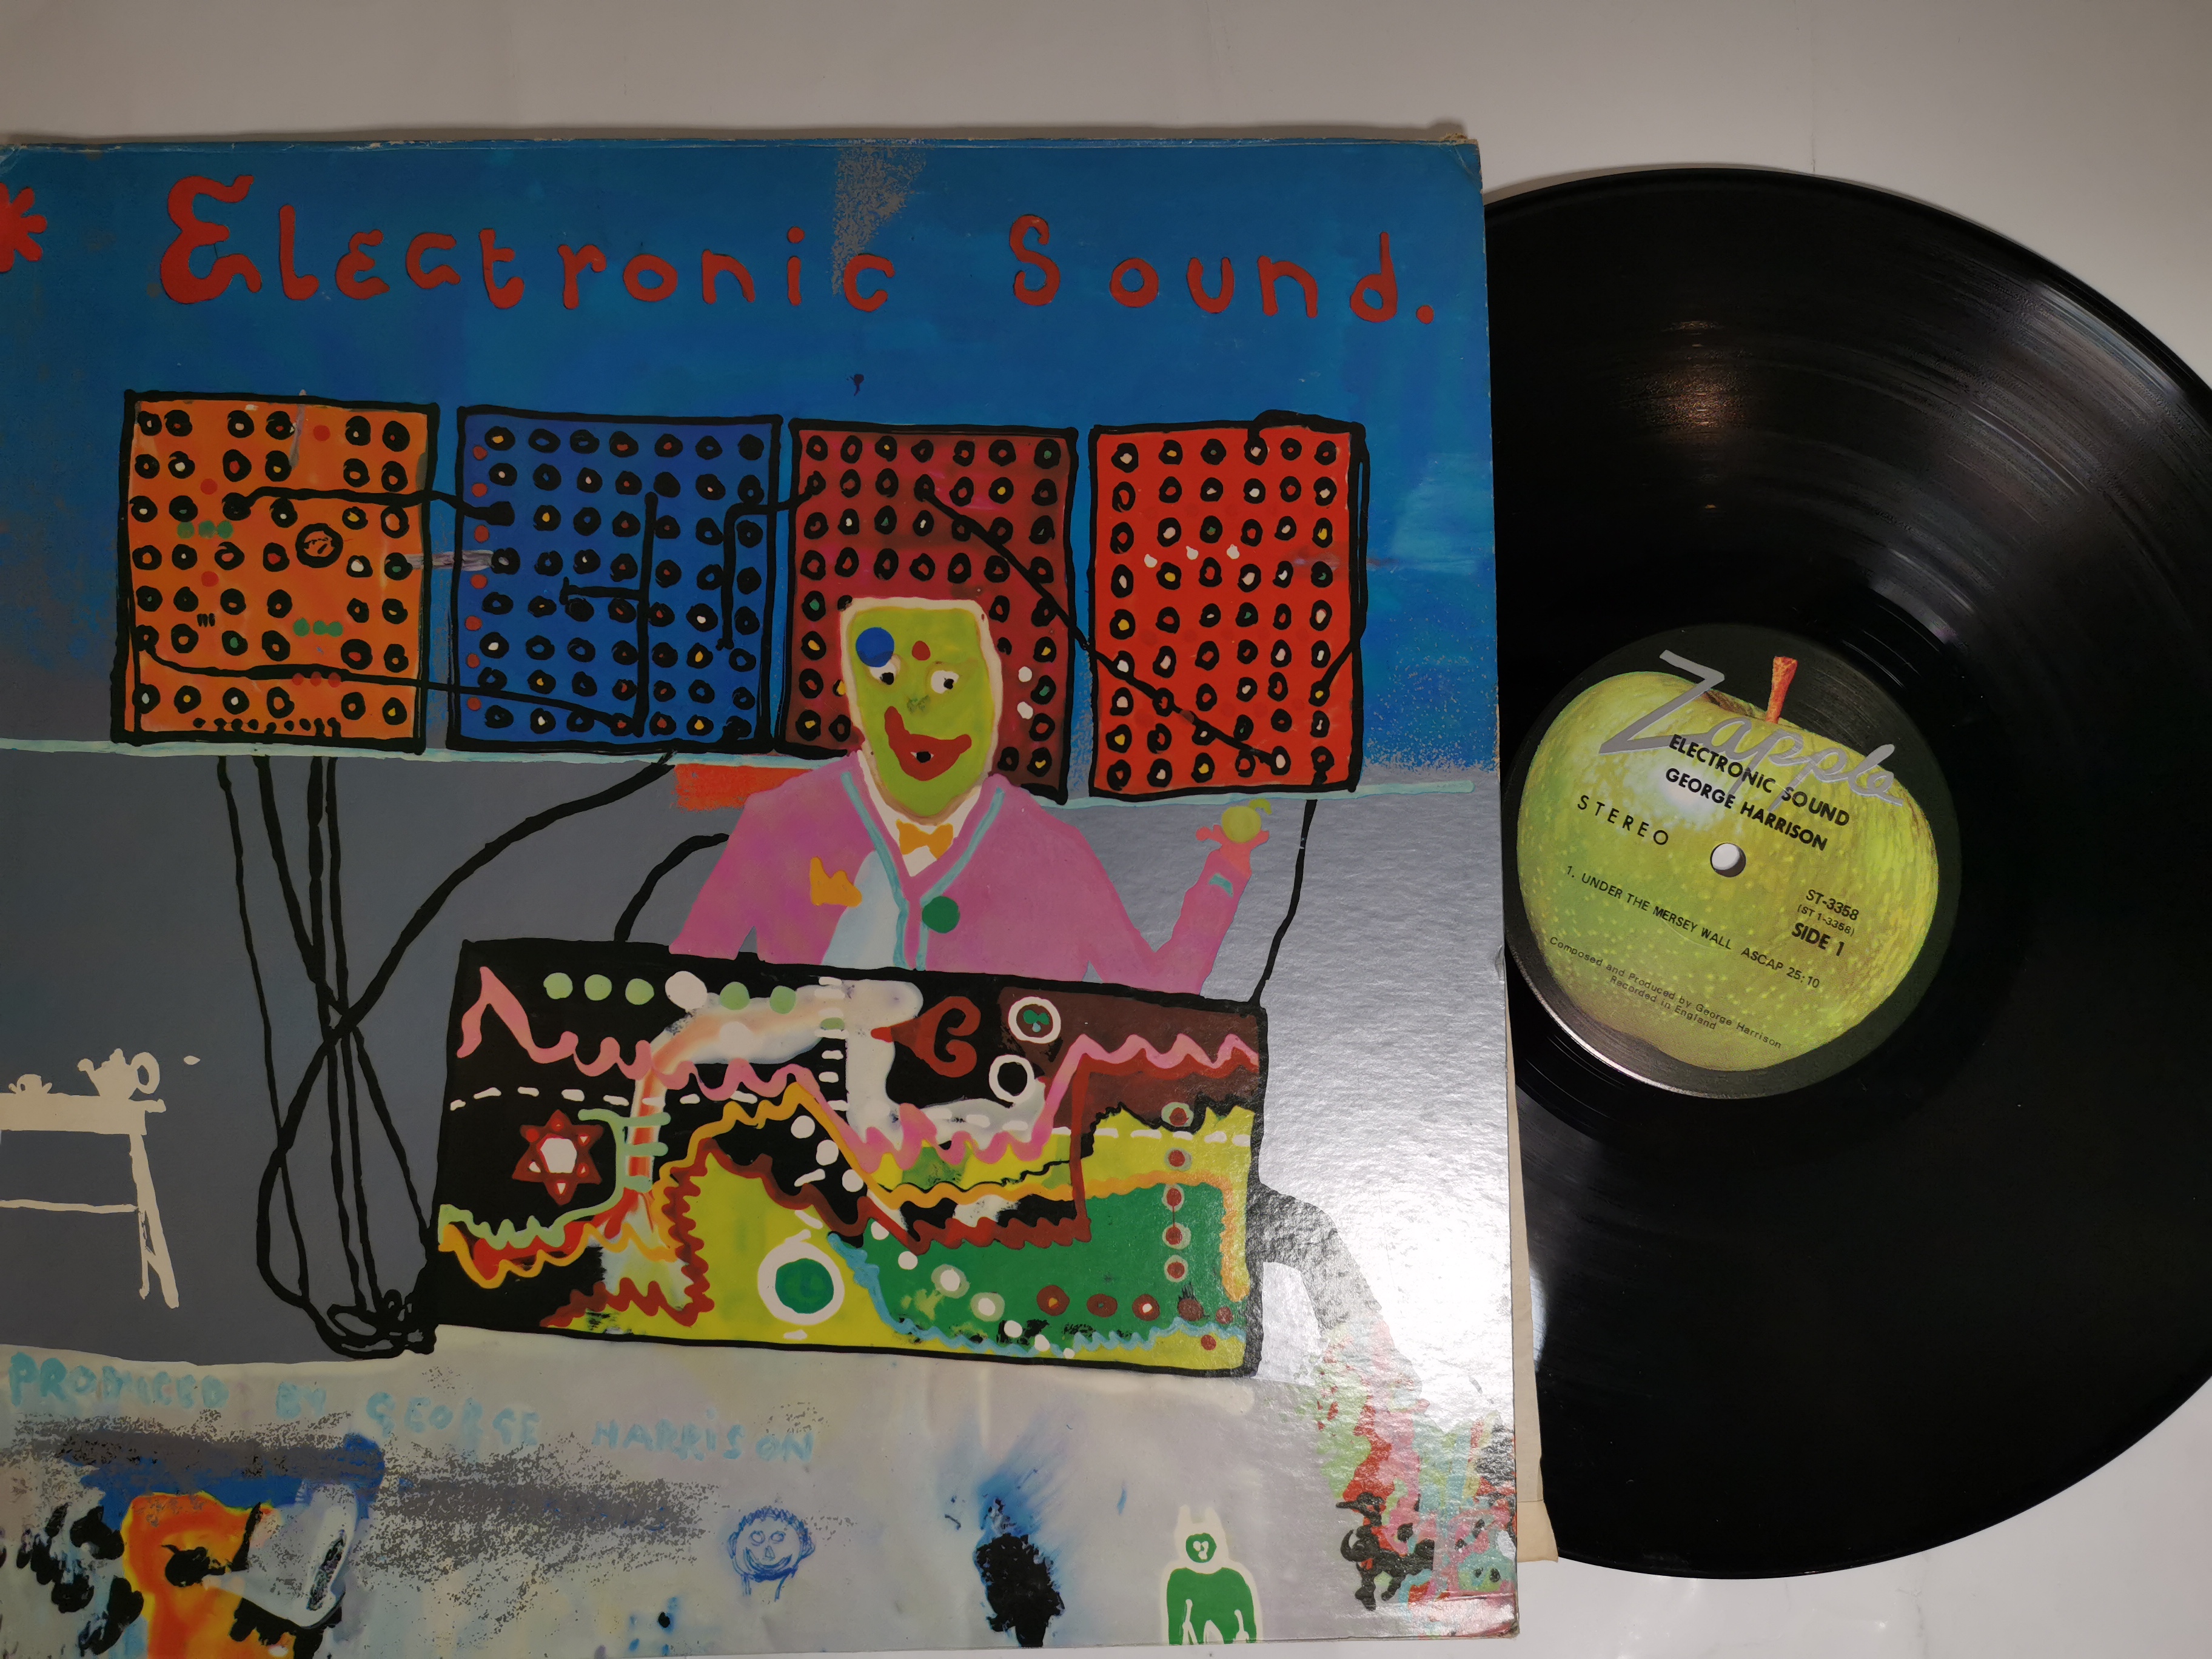 Electronic Sound.
PRODUCED BY GEORGE HARRISON
Zapple
ELECTRONIC SOUND
GEORGE HARRISON
STEREO
ST-3358
(ST 1-3358)
SIDE 1
1. UNDER THE MERSEY WALL ASCAP 25:10
Composed and Produced by George Harrison
Recorded in England